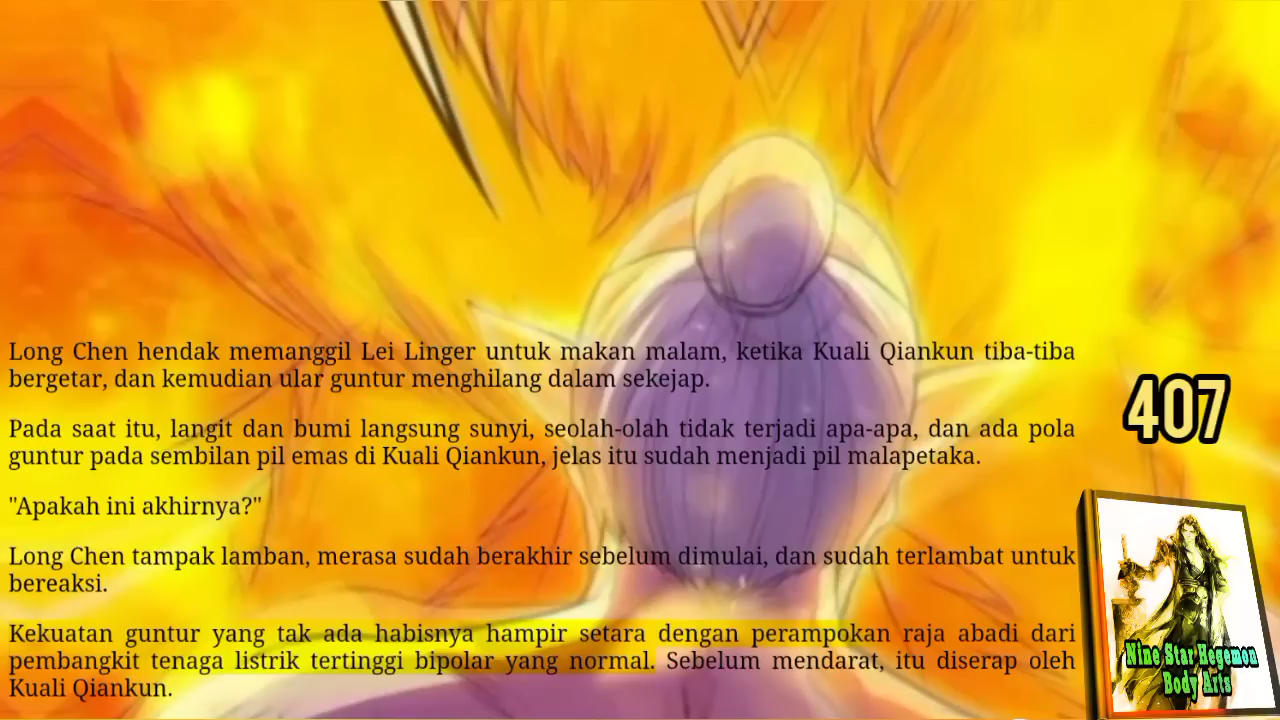 Long Chen hendak memanggil Lei Linger untuk makan malam, ketika Kuali Qiankun tiba-tiba
bergetar, dan kemudian ular guntur menghilang dalam sekejap.
Pada saat itu, langit dan bumi langsung sunyi, seolah-olah tidak terjadi apa-apa, dan ada pola
guntur pada sembilan pil emas di Kuali Qiankun, jelas itu sudah menjadi pil malapetaka.
"Apakah ini akhirnya?"
Long Chen tampak lamban, merasa sudah berakhir sebelum dimulai, dan sudah terlambat untuk
bereaksi.
Kekuatan guntur yang tak ada habisnya hampir setara dengan perampokan raja abadi dari
pembangkit tenaga listrik tertinggi bipolar yang normal. Sebelum mendarat, itu diserap oleh
Kuali Qiankun.
407
Nine Star Hegemon
Body Arts